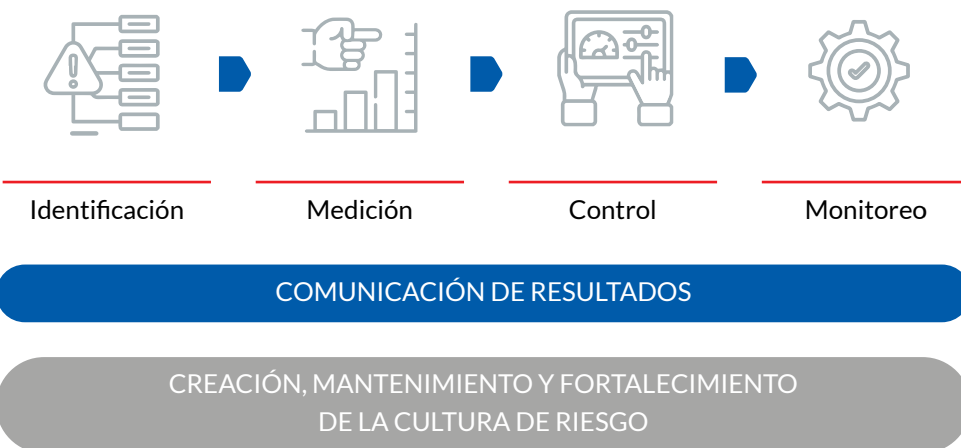 Identificación
Medición
Control
Monitoreo
COMUNICACIÓN DE RESULTADOS
CREACIÓN, MANTENIMIENTO Y FORTALECIMIENTO
DE LA CULTURA DE RIESGO